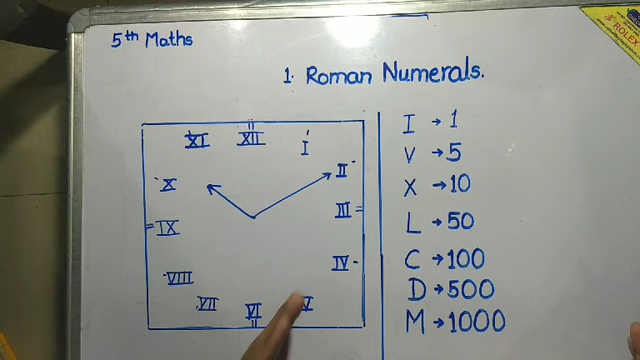 5th Maths
1. Roman Numerals.
XI XII I
X II
IX III
VIII IV
VII VI V
I → 1
V → 5
X → 10
L → 50
C → 100
D → 500
M → 1000
ROLEX